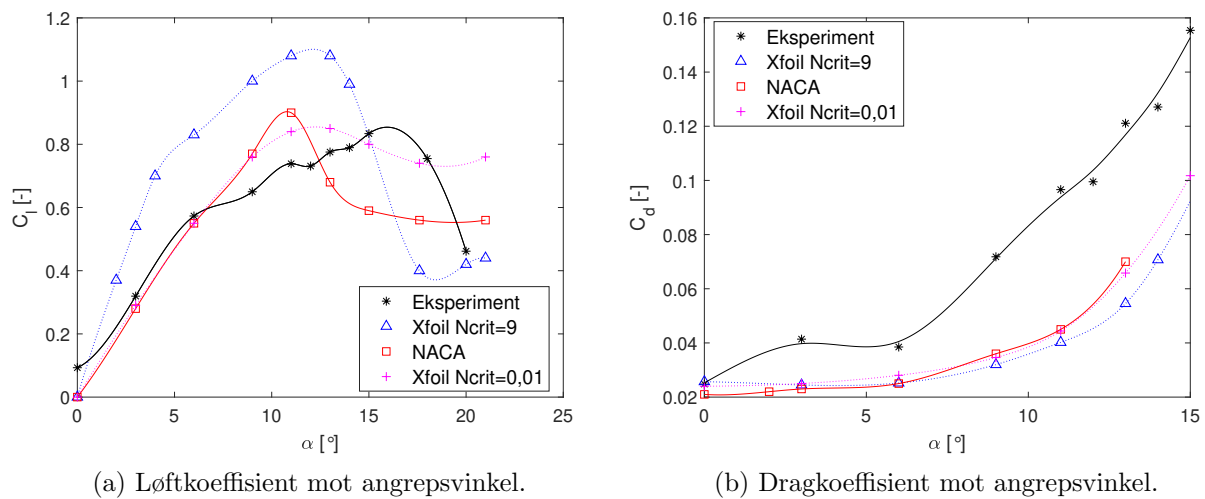 1.2
1
0.8
0.6
0.4
0.2
0
C_l [-]
0 5 10 15 20 25
α [°]
Eksperiment
Xfoil Ncrit=9
NACA
Xfoil Ncrit=0,01
(a) Løftkoeffisient mot angrepsvinkel.
0.16
0.14
0.12
0.1
0.08
0.06
0.04
0.02
C_d [-]
0 5 10 15
α [°]
Eksperiment
Xfoil Ncrit=9
NACA
Xfoil Ncrit=0,01
(b) Dragkoeffisient mot angrepsvinkel.